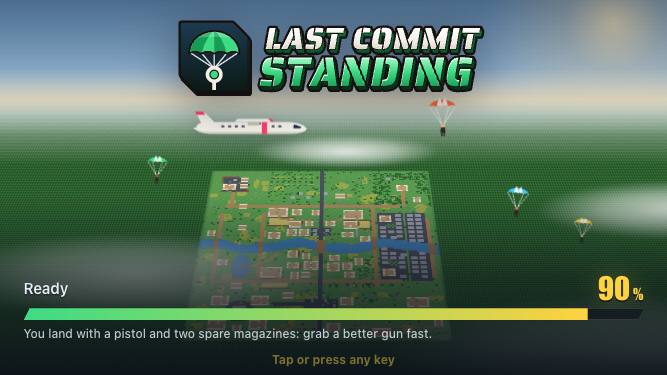 LAST COMMIT
STANDING
Ready
90%
You land with a pistol and two spare magazines: grab a better gun fast.
Tap or press any key